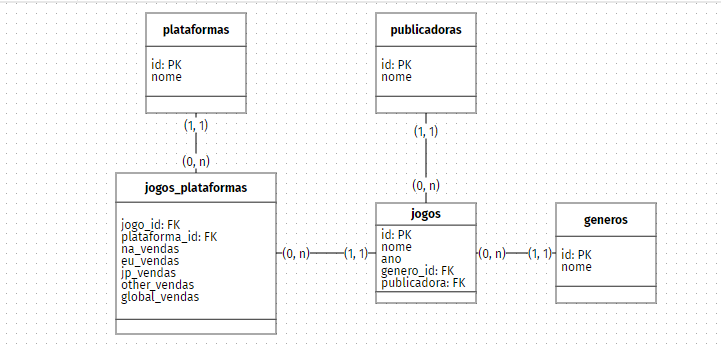 plataformas
id: PK
nome
publicadoras
id: PK
nome
(1, 1)
(0, n)
(1, 1)
(0, n)
jogos_plataformas
jogo_id: FK
plataforma_id: FK
na_vendas
eu_vendas
jp_vendas
other_vendas
global_vendas
(0, n)
(1, 1)
jogos
id: PK
nome
ano
genero_id: FK
publicadora: FK
(0, n)
(1, 1)
generos
id: PK
nome